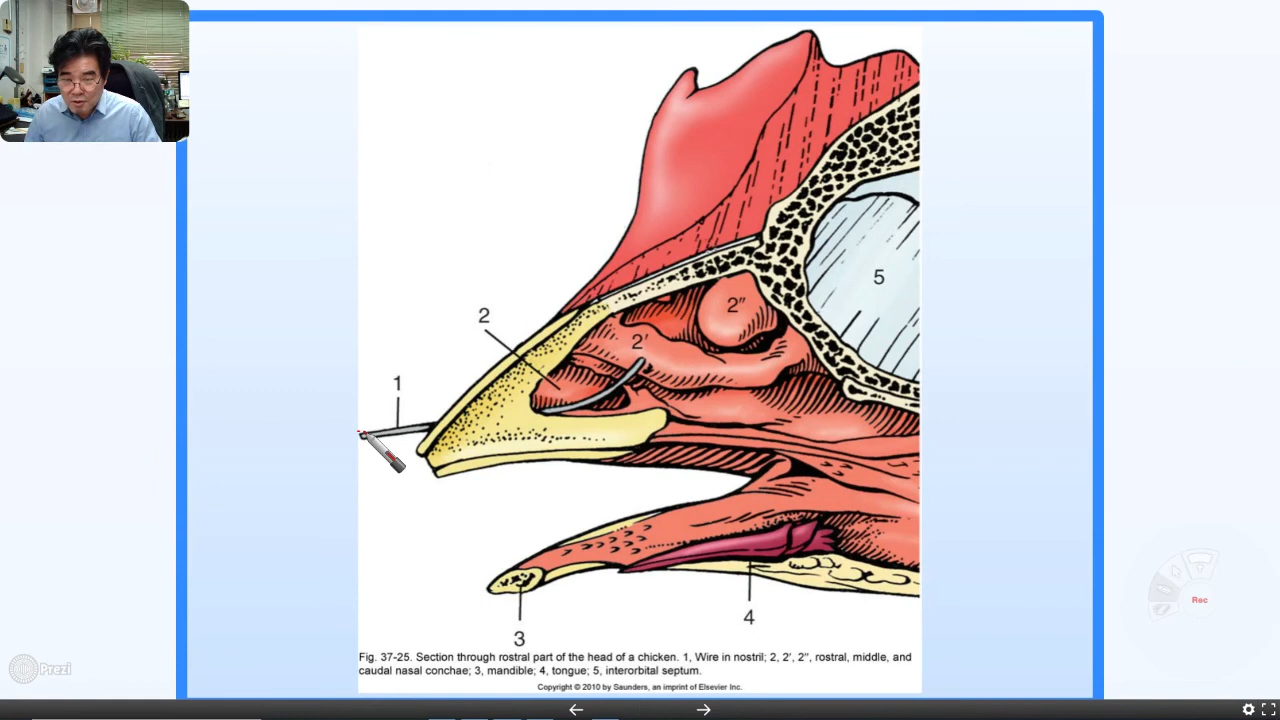 5
2''
2
2'
1
4
3
Fig. 37-25. Section through rostral part of the head of a chicken. 1, Wire in nostril; 2, 2', 2'', rostral, middle, and
caudal nasal conchae; 3, mandible; 4, tongue; 5, interorbital septum.
Copyright © 2010 by Saunders, an imprint of Elsevier Inc.
Rec
Prezi